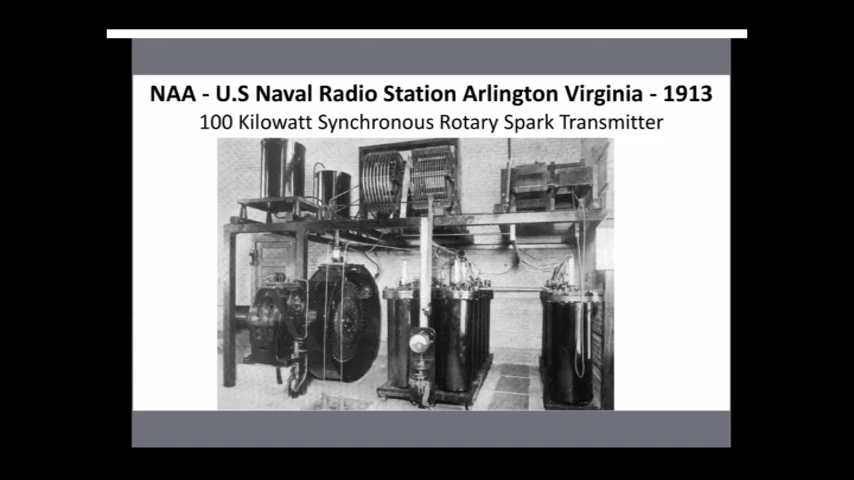 NAA - U.S Naval Radio Station Arlington Virginia - 1913
100 Kilowatt Synchronous Rotary Spark Transmitter